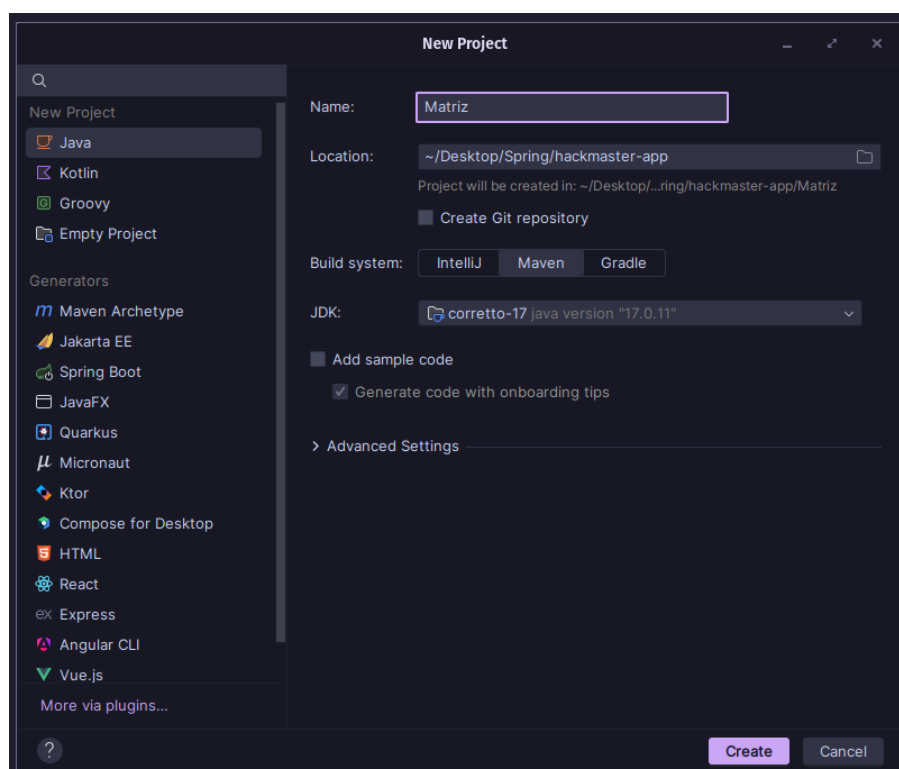 New Project
New Project
Java
Kotlin
Groovy
Empty Project
Generators
Maven Archetype
Jakarta EE
Spring Boot
JavaFX
Quarkus
Micronaut
Ktor
Compose for Desktop
HTML
React
ex Express
Angular CLI
Vue.js
More via plugins...
?
Name: Matriz
Location: ~/Desktop/Spring/hackmaster-app
Project will be created in: ~/Desktop/...ring/hackmaster-app/Matriz
Create Git repository
Build system: IntelliJ Maven Gradle
JDK: corretto-17 java version "17.0.11"
Add sample code
Generate code with onboarding tips
Advanced Settings
Create Cancel